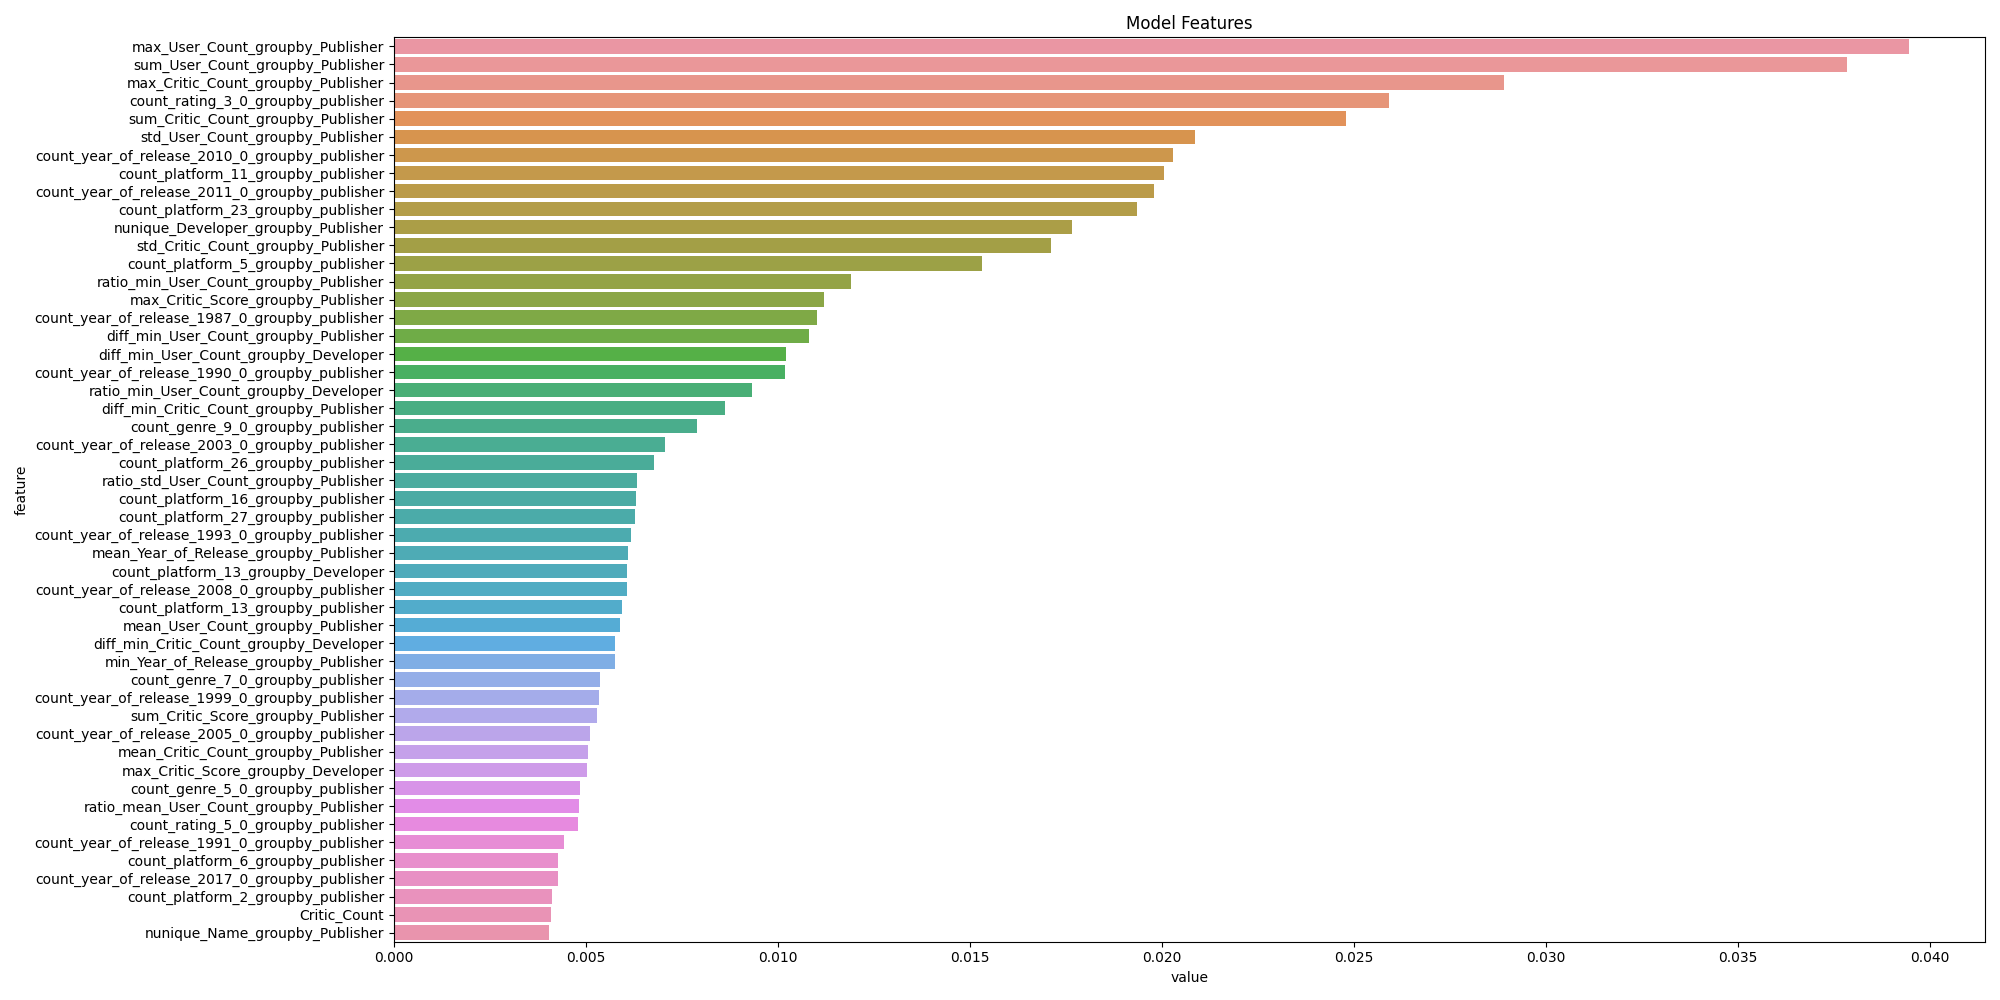 Model Features
max_User_Count_groupby_Publisher
sum_User_Count_groupby_Publisher
max_Critic_Count_groupby_Publisher
count_rating_3_0_groupby_publisher
sum_Critic_Count_groupby_Publisher
std_User_Count_groupby_Publisher
count_year_of_release_2010_0_groupby_publisher
count_platform_11_groupby_publisher
count_year_of_release_2011_0_groupby_publisher
count_platform_23_groupby_publisher
nunique_Developer_groupby_Publisher
std_Critic_Count_groupby_Publisher
count_platform_5_groupby_publisher
ratio_min_User_Count_groupby_Publisher
max_Critic_Score_groupby_Publisher
count_year_of_release_1987_0_groupby_publisher
diff_min_User_Count_groupby_Publisher
diff_min_User_Count_groupby_Developer
count_year_of_release_1990_0_groupby_publisher
ratio_min_User_Count_groupby_Developer
diff_min_Critic_Count_groupby_Publisher
count_genre_9_0_groupby_publisher
count_year_of_release_2003_0_groupby_publisher
count_platform_26_groupby_publisher
ratio_std_User_Count_groupby_Publisher
count_platform_16_groupby_publisher
count_platform_27_groupby_publisher
count_year_of_release_1993_0_groupby_publisher
mean_Year_of_Release_groupby_Publisher
count_platform_13_groupby_Developer
count_year_of_release_2008_0_groupby_publisher
count_platform_13_groupby_publisher
mean_User_Count_groupby_Publisher
diff_min_Critic_Count_groupby_Developer
min_Year_of_Release_groupby_Publisher
count_genre_7_0_groupby_publisher
count_year_of_release_1999_0_groupby_publisher
sum_Critic_Score_groupby_Publisher
count_year_of_release_2005_0_groupby_publisher
mean_Critic_Count_groupby_Publisher
max_Critic_Score_groupby_Developer
count_genre_5_0_groupby_publisher
ratio_mean_User_Count_groupby_Publisher
count_rating_5_0_groupby_publisher
count_year_of_release_1991_0_groupby_publisher
count_platform_6_groupby_publisher
count_year_of_release_2017_0_groupby_publisher
count_platform_2_groupby_publisher
Critic_Count
nunique_Name_groupby_Publisher
feature
0.000 0.005 0.010 0.015 0.020 0.025 0.030 0.035 0.040
value